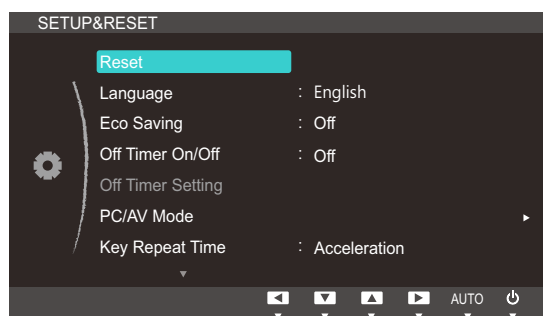 SETUP&RESET
Reset
Language : English
Eco Saving : Off
Off Timer On/Off : Off
Off Timer Setting
PC/AV Mode
Key Repeat Time : Acceleration
AUTO